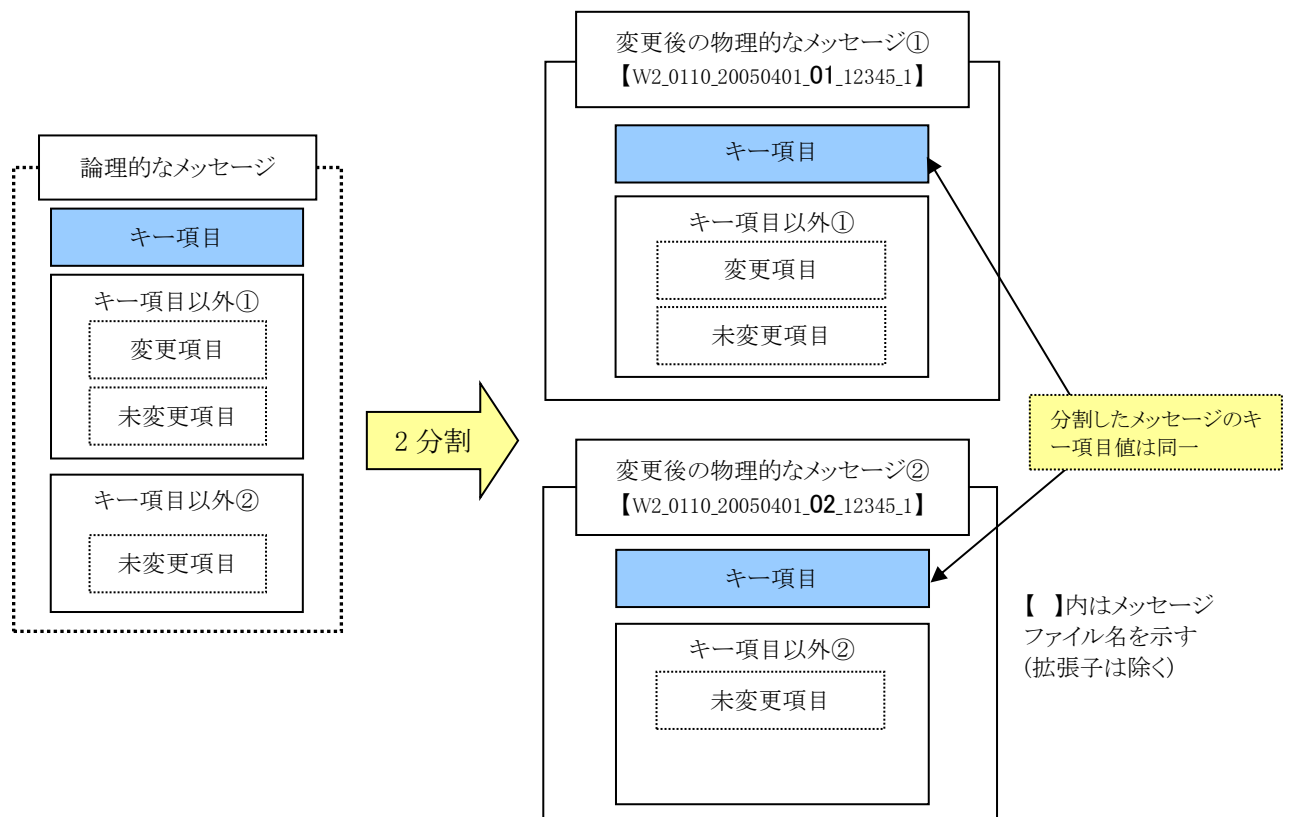 論理的なメッセージ
キー項目
キー項目以外①
変更項目
未変更項目
キー項目以外②
未変更項目
2 分割
変更後の物理的なメッセージ①
【W2_0110_20050401_01_12345_1】
キー項目
キー項目以外①
変更項目
未変更項目
変更後の物理的なメッセージ②
【W2_0110_20050401_02_12345_1】
キー項目
キー項目以外②
未変更項目
分割したメッセージのキ
ー項目値は同一
【 】内はメッセージ
ファイル名を示す
(拡張子は除く)